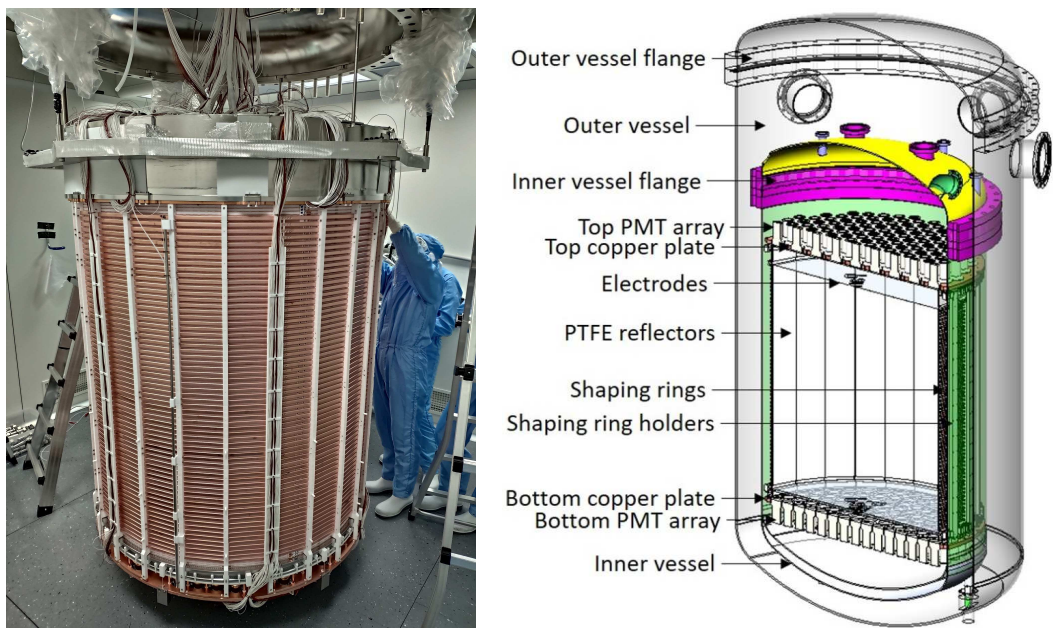 Outer vessel flange
Outer vessel
Inner vessel flange
Top PMT array
Top copper plate
Electrodes
PTFE reflectors
Shaping rings
Shaping ring holders
Bottom copper plate
Bottom PMT array
Inner vessel